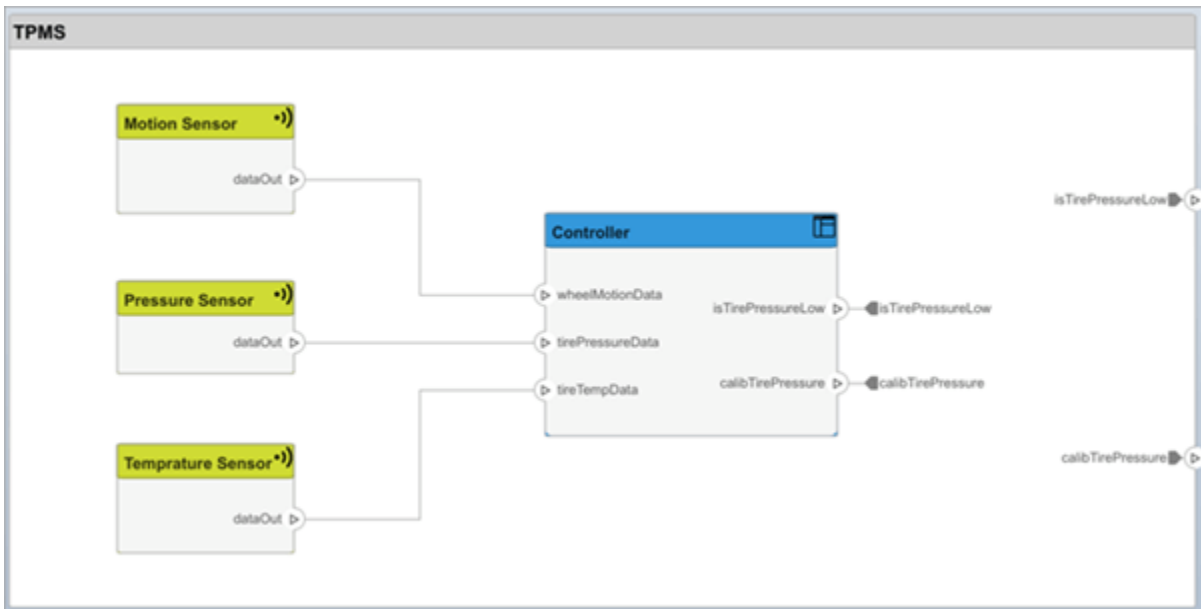 TPMS
Motion Sensor
dataOut
Pressure Sensor
dataOut
Temprature Sensor
dataOut
Controller
wheelMotionData
tirePressureData
tireTempData
isTirePressureLow
calibTirePressure
isTirePressureLow
calibTirePressure
isTirePressureLow
calibTirePressure